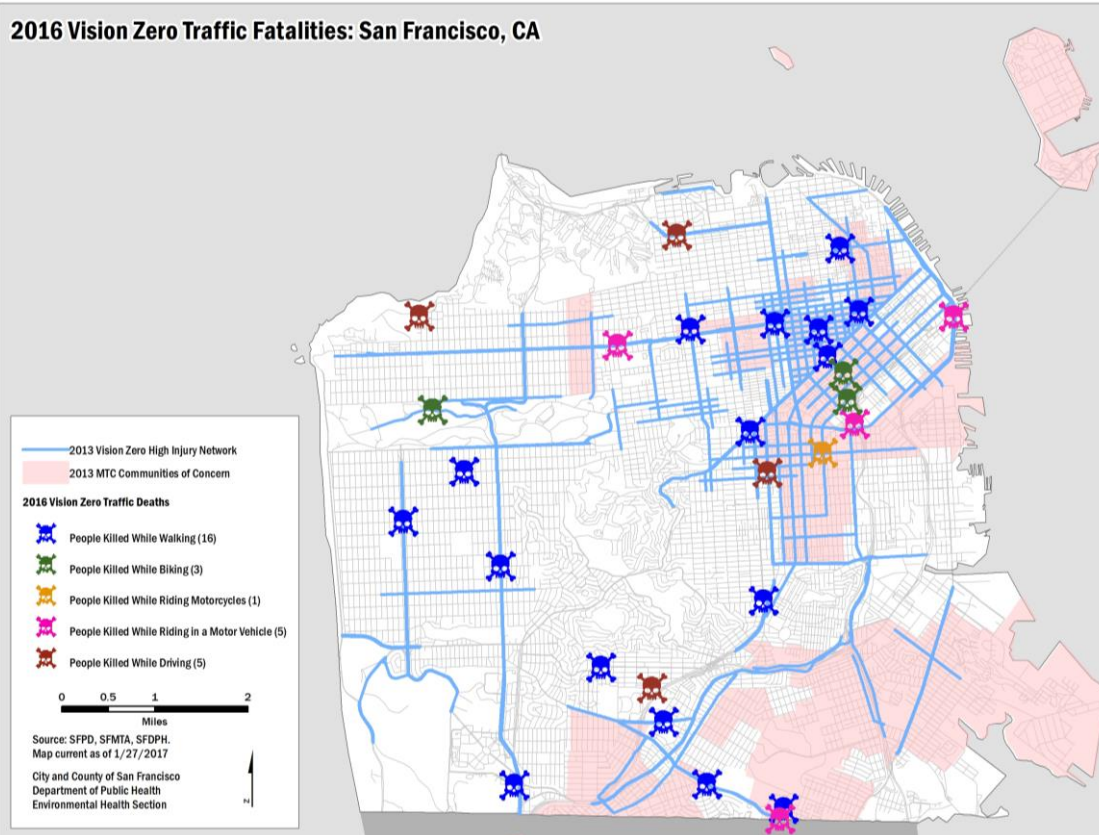 2016 Vision Zero Traffic Fatalities: San Francisco, CA
2013 Vision Zero High Injury Network
2013 MTC Communities of Concern
2016 Vision Zero Traffic Deaths
People Killed While Walking (16)
People Killed While Biking (3)
People Killed While Riding Motorcycles (1)
People Killed While Riding in a Motor Vehicle (5)
People Killed While Driving (5)
0 0.5 1 2
Miles
Source: SFPD, SFMTA, SFDPH.
Map current as of 1/27/2017
City and County of San Francisco
Department of Public Health
Environmental Health Section
N